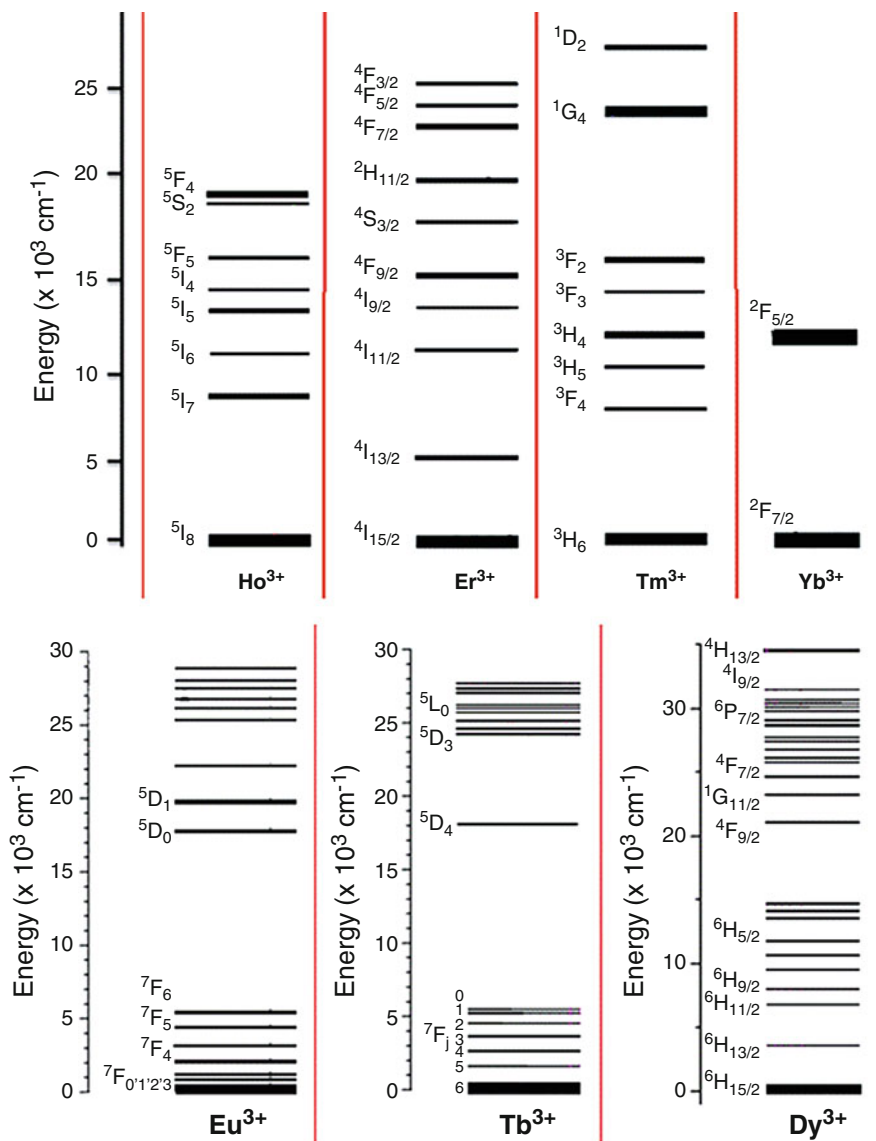 Energy (x 10³ cm⁻¹)
25
20
15
10
5
0
⁵F₄
⁵S₂
⁵F₅
⁵I₄
⁵I₅
⁵I₆
⁵I₇
⁵I₈
Ho³⁺
⁴F₃/₂
⁴F₅/₂
⁴F₇/₂
²H₁₁/₂
⁴S₃/₂
⁴F₉/₂
⁴I₉/₂
⁴I₁₁/₂
⁴I₁₃/₂
⁴I₁₅/₂
Er³⁺
¹D₂
¹G₄
³F₂
³F₃
³H₄
³H₅
³F₄
³H₆
Tm³⁺
²F₅/₂
²F₇/₂
Yb³⁺
Energy (x 10³ cm⁻¹)
30
25
20
15
10
5
0
⁵D₁
⁵D₀
⁷F₆
⁷F₅
⁷F₄
⁷F₀'₁'₂'₃
Eu³⁺
Energy (x 10³ cm⁻¹)
30
25
20
15
10
5
0
⁵L₀
⁵D₃
⁵D₄
⁷Fⱼ
0
1
2
3
4
5
6
Tb³⁺
Energy (x 10³ cm⁻¹)
30
20
10
0
⁴H₁₃/₂
⁴I₉/₂
⁶P₇/₂
⁴F₇/₂
¹G₁₁/₂
⁴F₉/₂
⁶H₅/₂
⁶H₉/₂
⁶H₁₁/₂
⁶H₁₃/₂
⁶H₁₅/₂
Dy³⁺